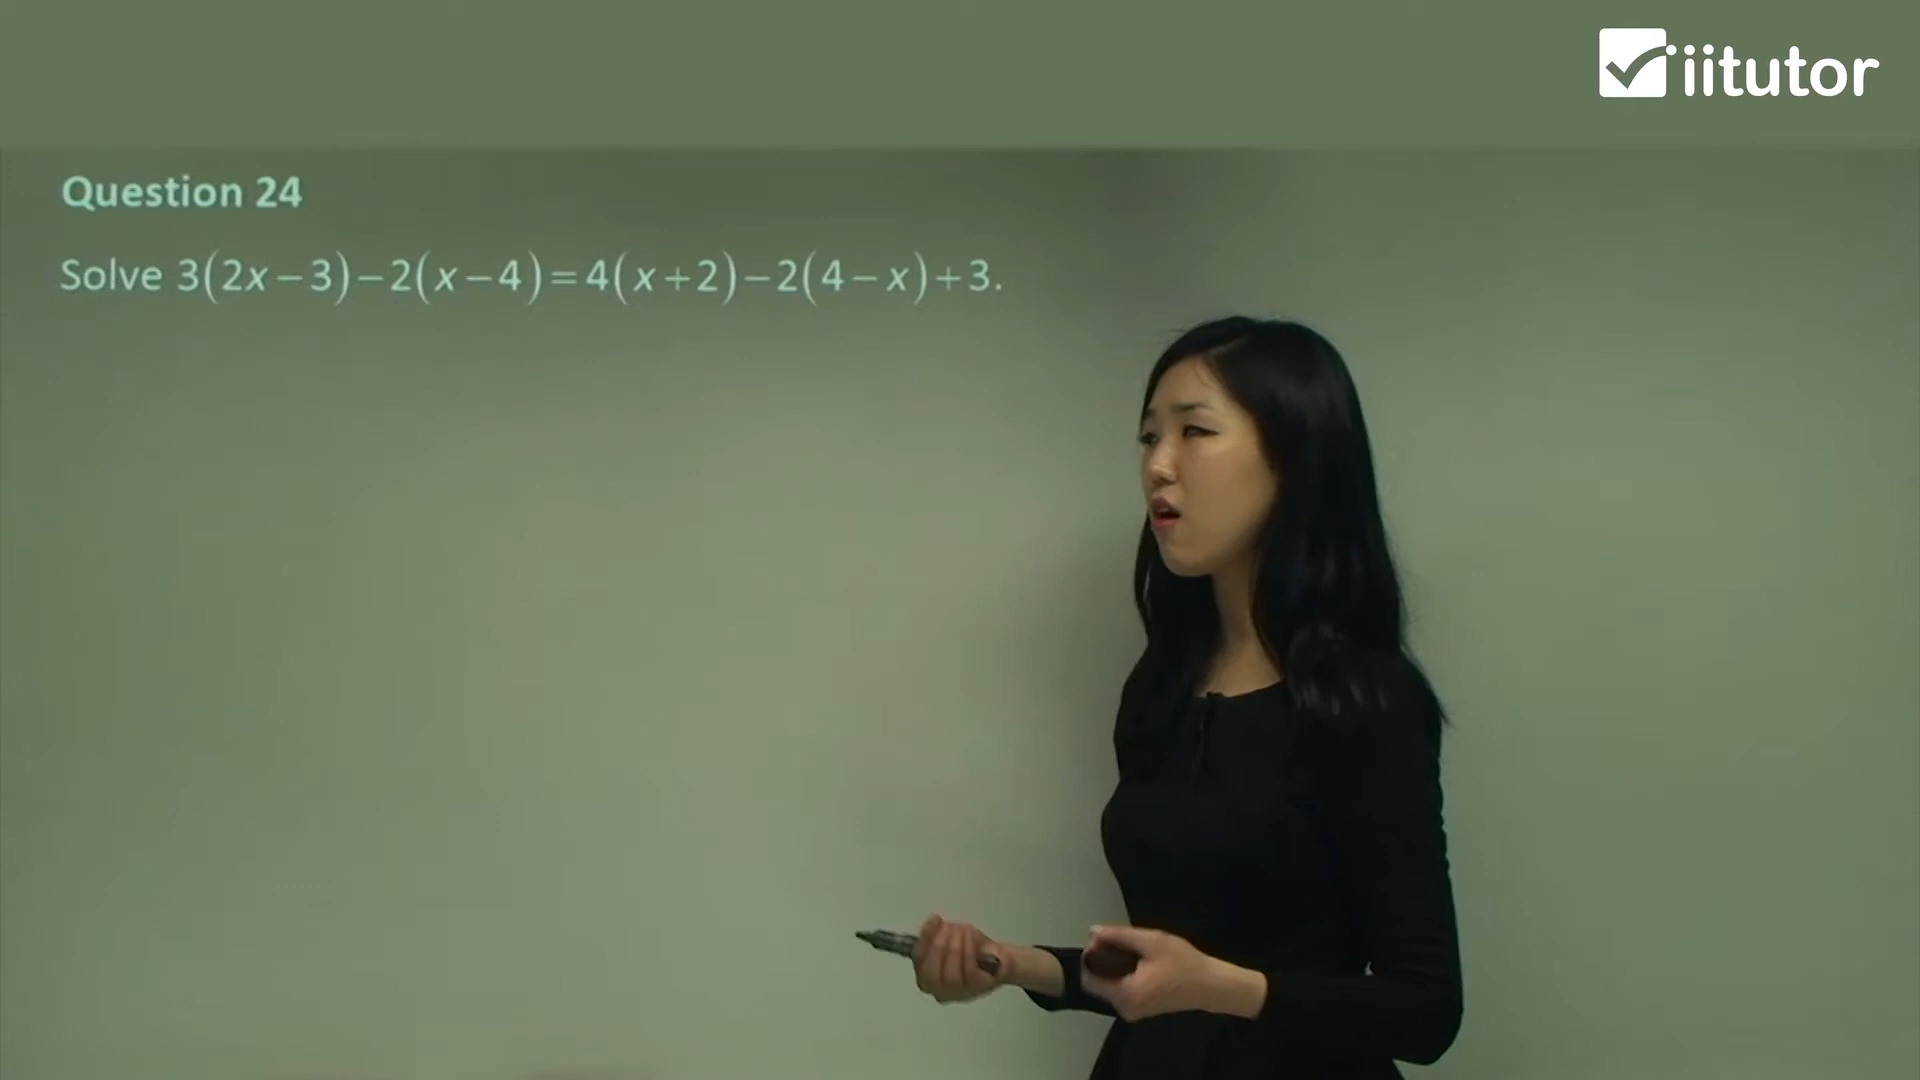 iitutor
Question 24
Solve 3(2x−3)−2(x−4)=4(x+2)−2(4−x)+3.